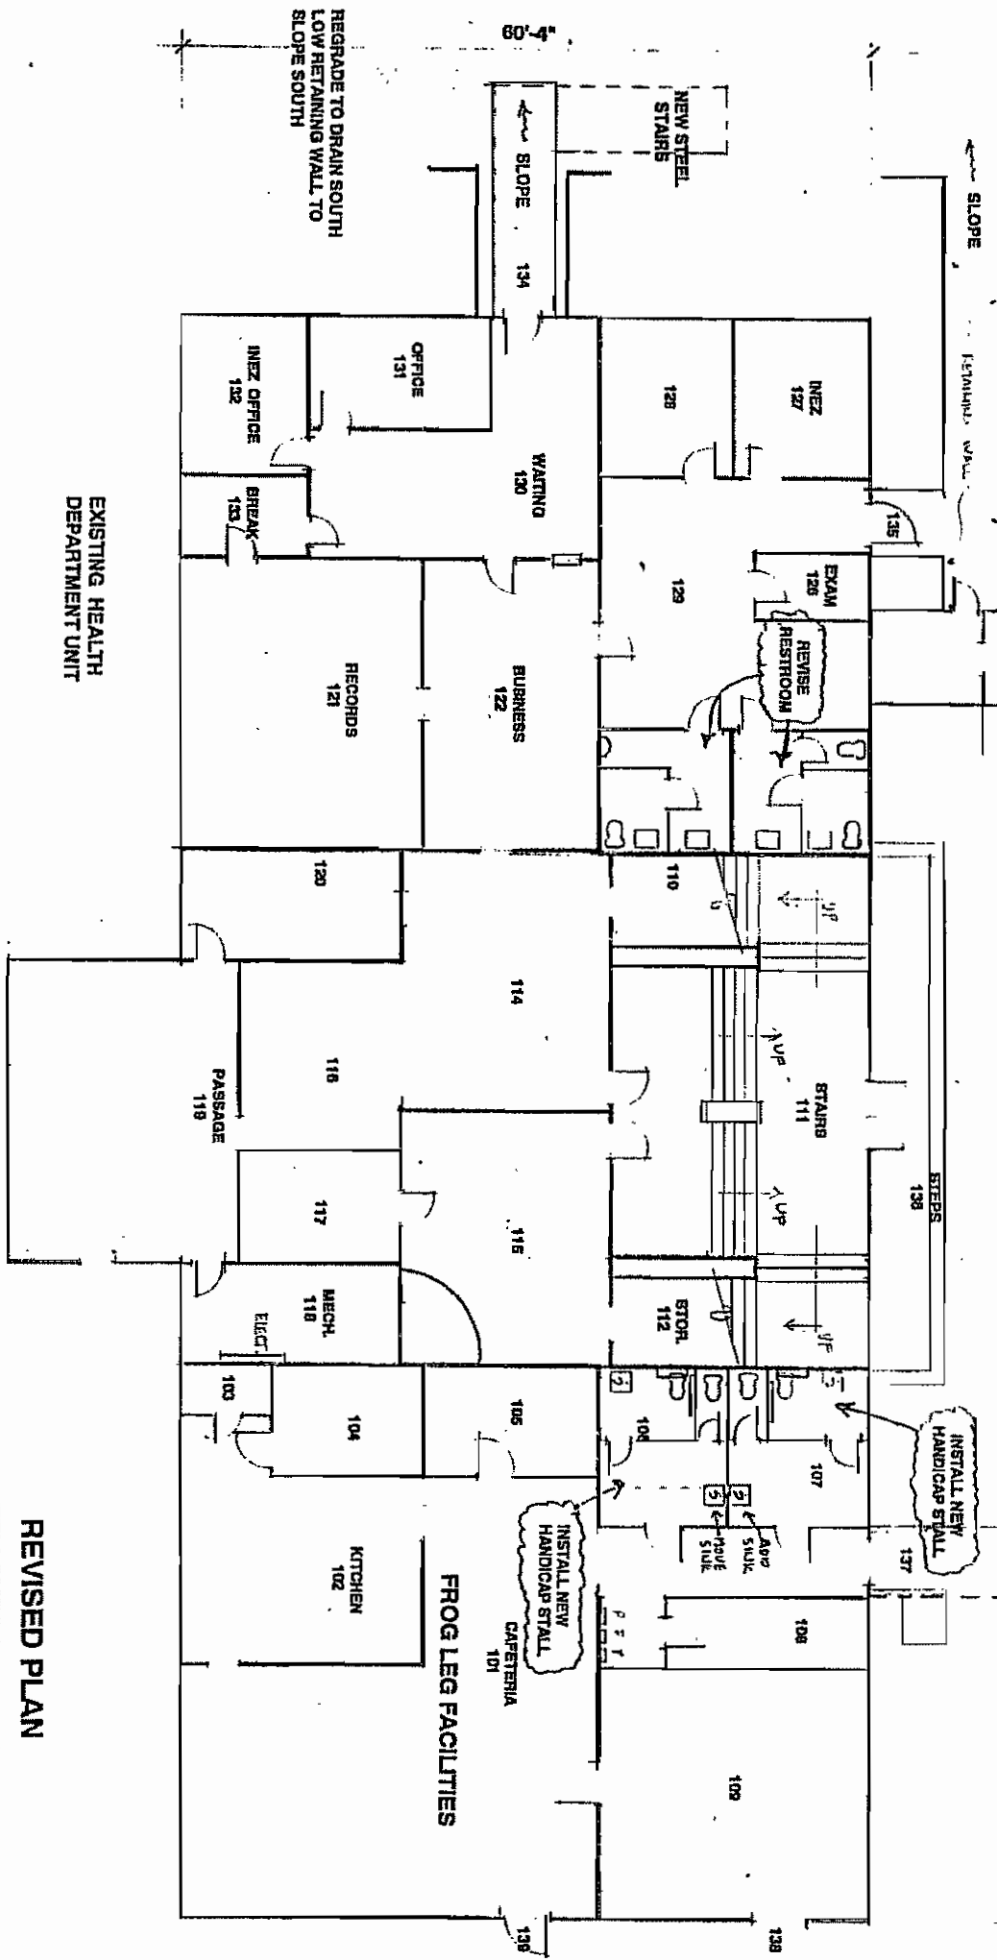 60'-4"
REGRADE TO DRAIN SOUTH
LOW RETAINING WALL TO
SLOPE SOUTH
NEW STEEL
STAIRS
SLOPE
134
SLOPE
RETAINING WALL
INEZ OFFICE
132
OFFICE
131
128
INEZ
127
WAITING
130
BREAK
133
135
EXAM
126
129
REVISE
RESTROOM
EXISTING HEALTH
DEPARTMENT UNIT
RECORDS
121
BUSINESS
122
120
110
UP
114
116
PASSAGE
119
UP
STAIRS
111
STEPS
136
UP
117
115
MECH.
118
ELECT.
STOR.
112
UP
103
104
105
106
107
INSTALL NEW
HANDICAP STALL
ADD
SINK
MOVE
SINK
137
INSTALL NEW
HANDICAP STALL
KITCHEN
102
CAFETERIA
101
108
FROG LEG FACILITIES
109
139
138
REVISED PLAN